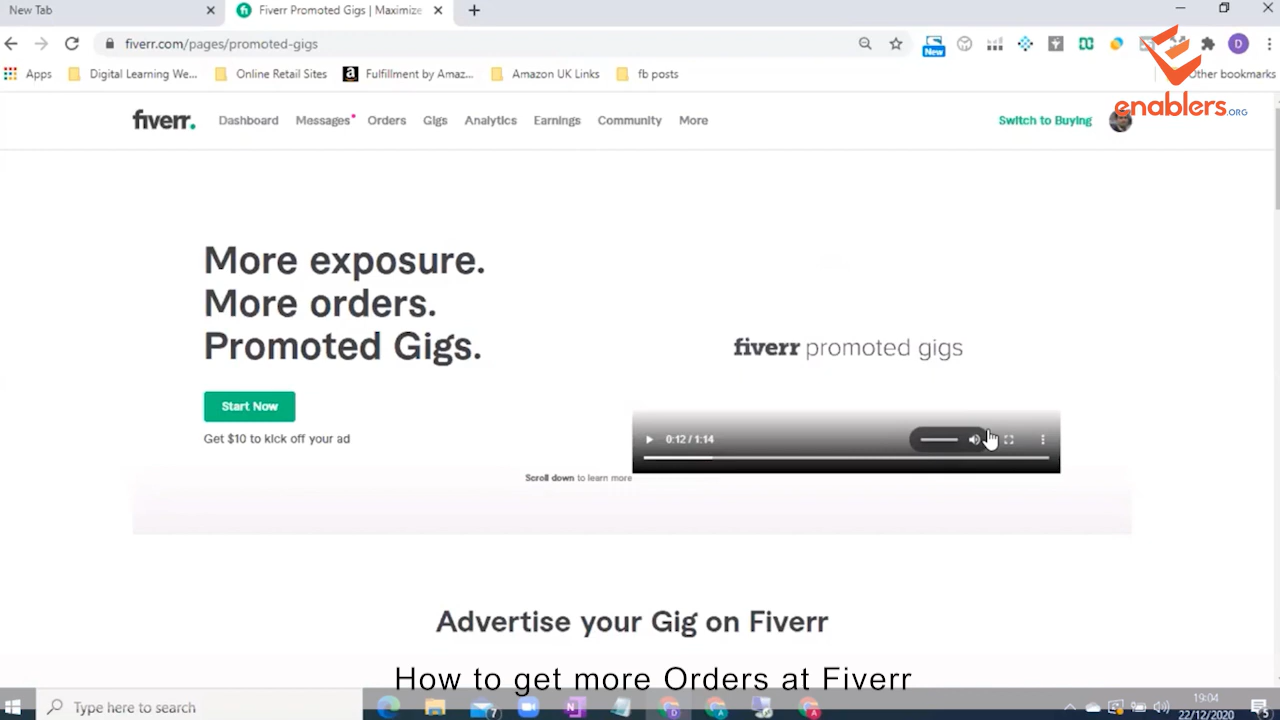 New Tab
Fiverr Promoted Gigs | Maximize
fiverr.com/pages/promoted-gigs
New
D
Apps
Digital Learning We...
Online Retail Sites
Fulfillment by Amaz...
Amazon UK Links
fb posts
Other bookmarks
enablers.ORG
fiverr.
Dashboard
Messages
Orders
Gigs
Analytics
Earnings
Community
More
Switch to Buying
More exposure.
More orders.
Promoted Gigs.
Start Now
Get $10 to kick off your ad
fiverr promoted gigs
0:12 / 1:14
Scroll down to learn more
Advertise your Gig on Fiverr
How to get more Orders at Fiverr
Type here to search
7
19:04
22/12/2020